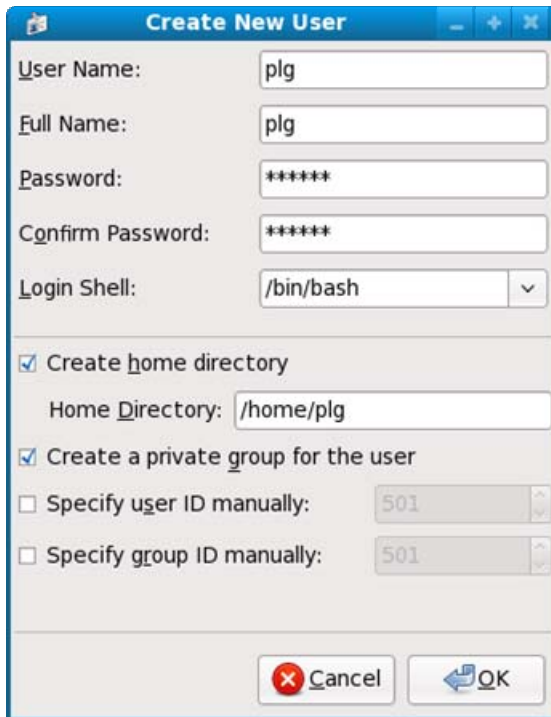 Create New User
User Name: plg
Full Name: plg
Password: ******
Confirm Password: ******
Login Shell: /bin/bash
Create home directory
Home Directory: /home/plg
Create a private group for the user
Specify user ID manually: 501
Specify group ID manually: 501
Cancel OK